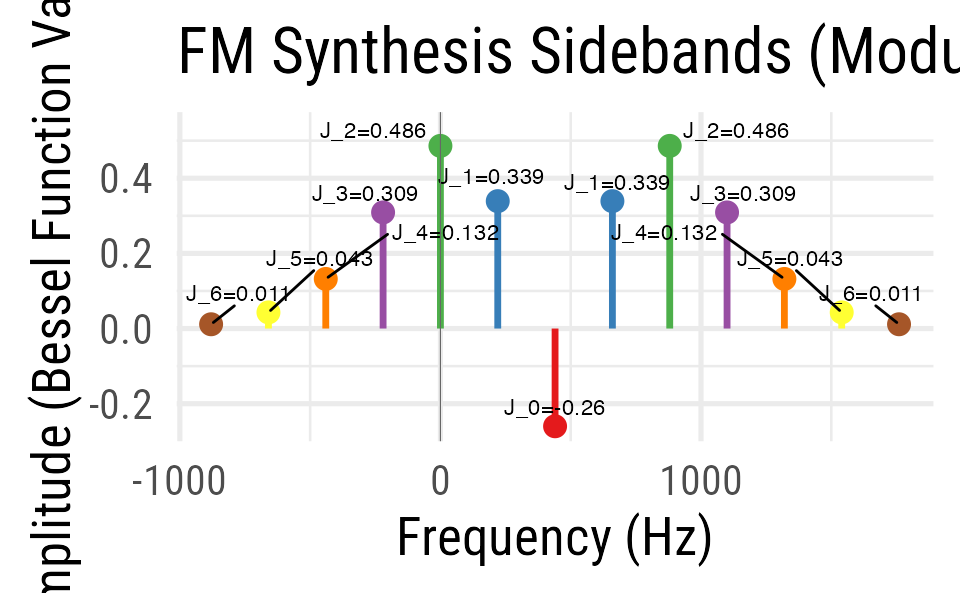 FM Synthesis Sidebands (Modu
mplitude (Bessel Function Va
J_2=0.486
J_2=0.486
J_1=0.339
J_1=0.339
J_3=0.309
J_3=0.309
J_4=0.132
J_4=0.132
J_5=0.043
J_5=0.043
J_6=0.011
J_6=0.011
J_0=-0.26
0.4
0.2
0.0
-0.2
-1000
0
1000
Frequency (Hz)